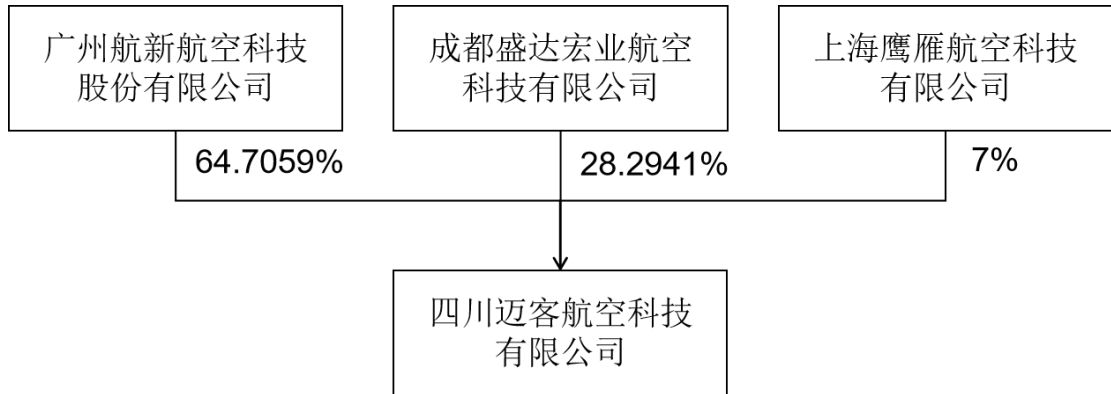 广州航新航空科技
股份有限公司
成都盛达宏业航空
科技有限公司
上海鹰雁航空科技
有限公司
64.7059%
28.2941%
7%
四川迈客航空科技
有限公司